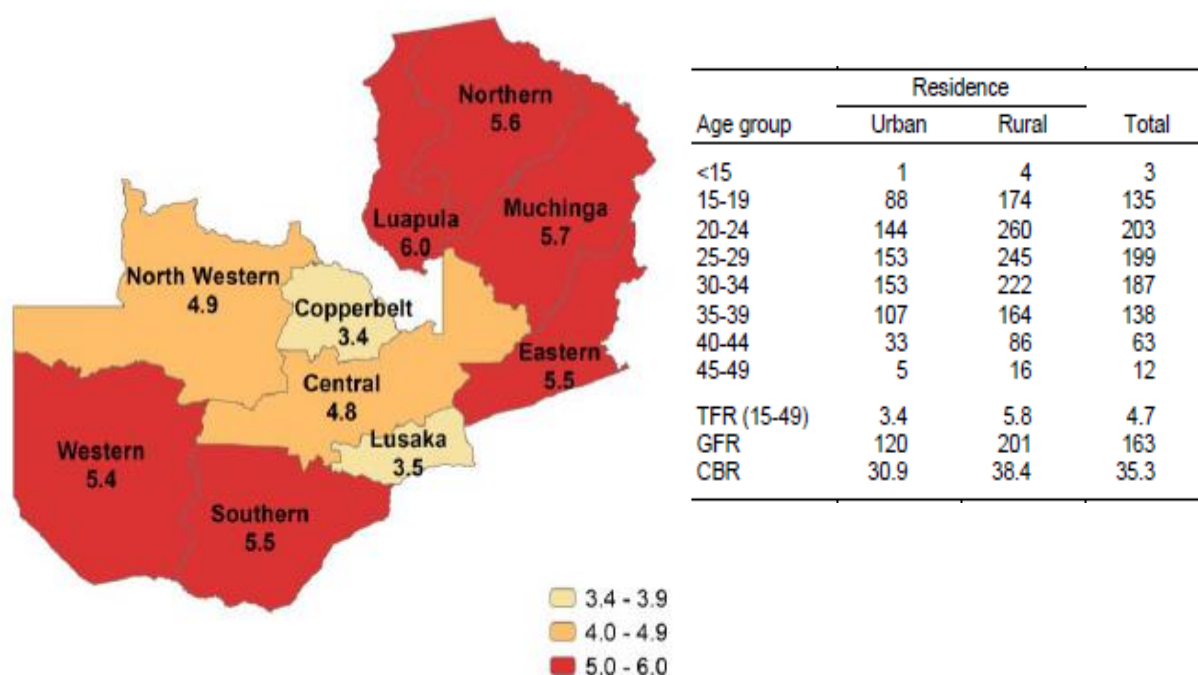 Northern
5.6
Luapula
6.0
Muchinga
5.7
North Western
4.9
Copperbelt
3.4
Eastern
5.5
Central
4.8
Lusaka
3.5
Western
5.4
Southern
5.5
3.4 - 3.9
4.0 - 4.9
5.0 - 6.0
Residence
Age group Urban Rural Total
<15 1 4 3
15-19 88 174 135
20-24 144 260 203
25-29 153 245 199
30-34 153 222 187
35-39 107 164 138
40-44 33 86 63
45-49 5 16 12
TFR (15-49) 3.4 5.8 4.7
GFR 120 201 163
CBR 30.9 38.4 35.3